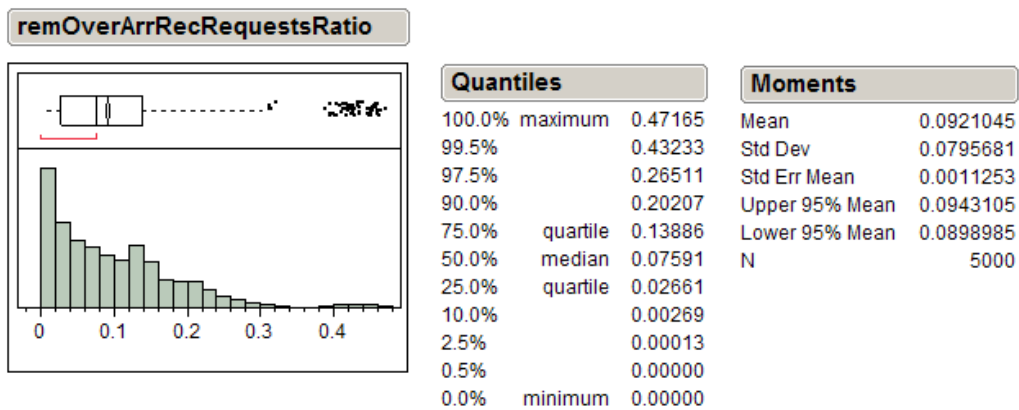 remOverArrRecRequestsRatio
0 0.1 0.2 0.3 0.4
Quantiles
100.0% maximum 0.47165
99.5% 0.43233
97.5% 0.26511
90.0% 0.20207
75.0% quartile 0.13886
50.0% median 0.07591
25.0% quartile 0.02661
10.0% 0.00269
2.5% 0.00013
0.5% 0.00000
0.0% minimum 0.00000
Moments
Mean 0.0921045
Std Dev 0.0795681
Std Err Mean 0.0011253
Upper 95% Mean 0.0943105
Lower 95% Mean 0.0898985
N 5000